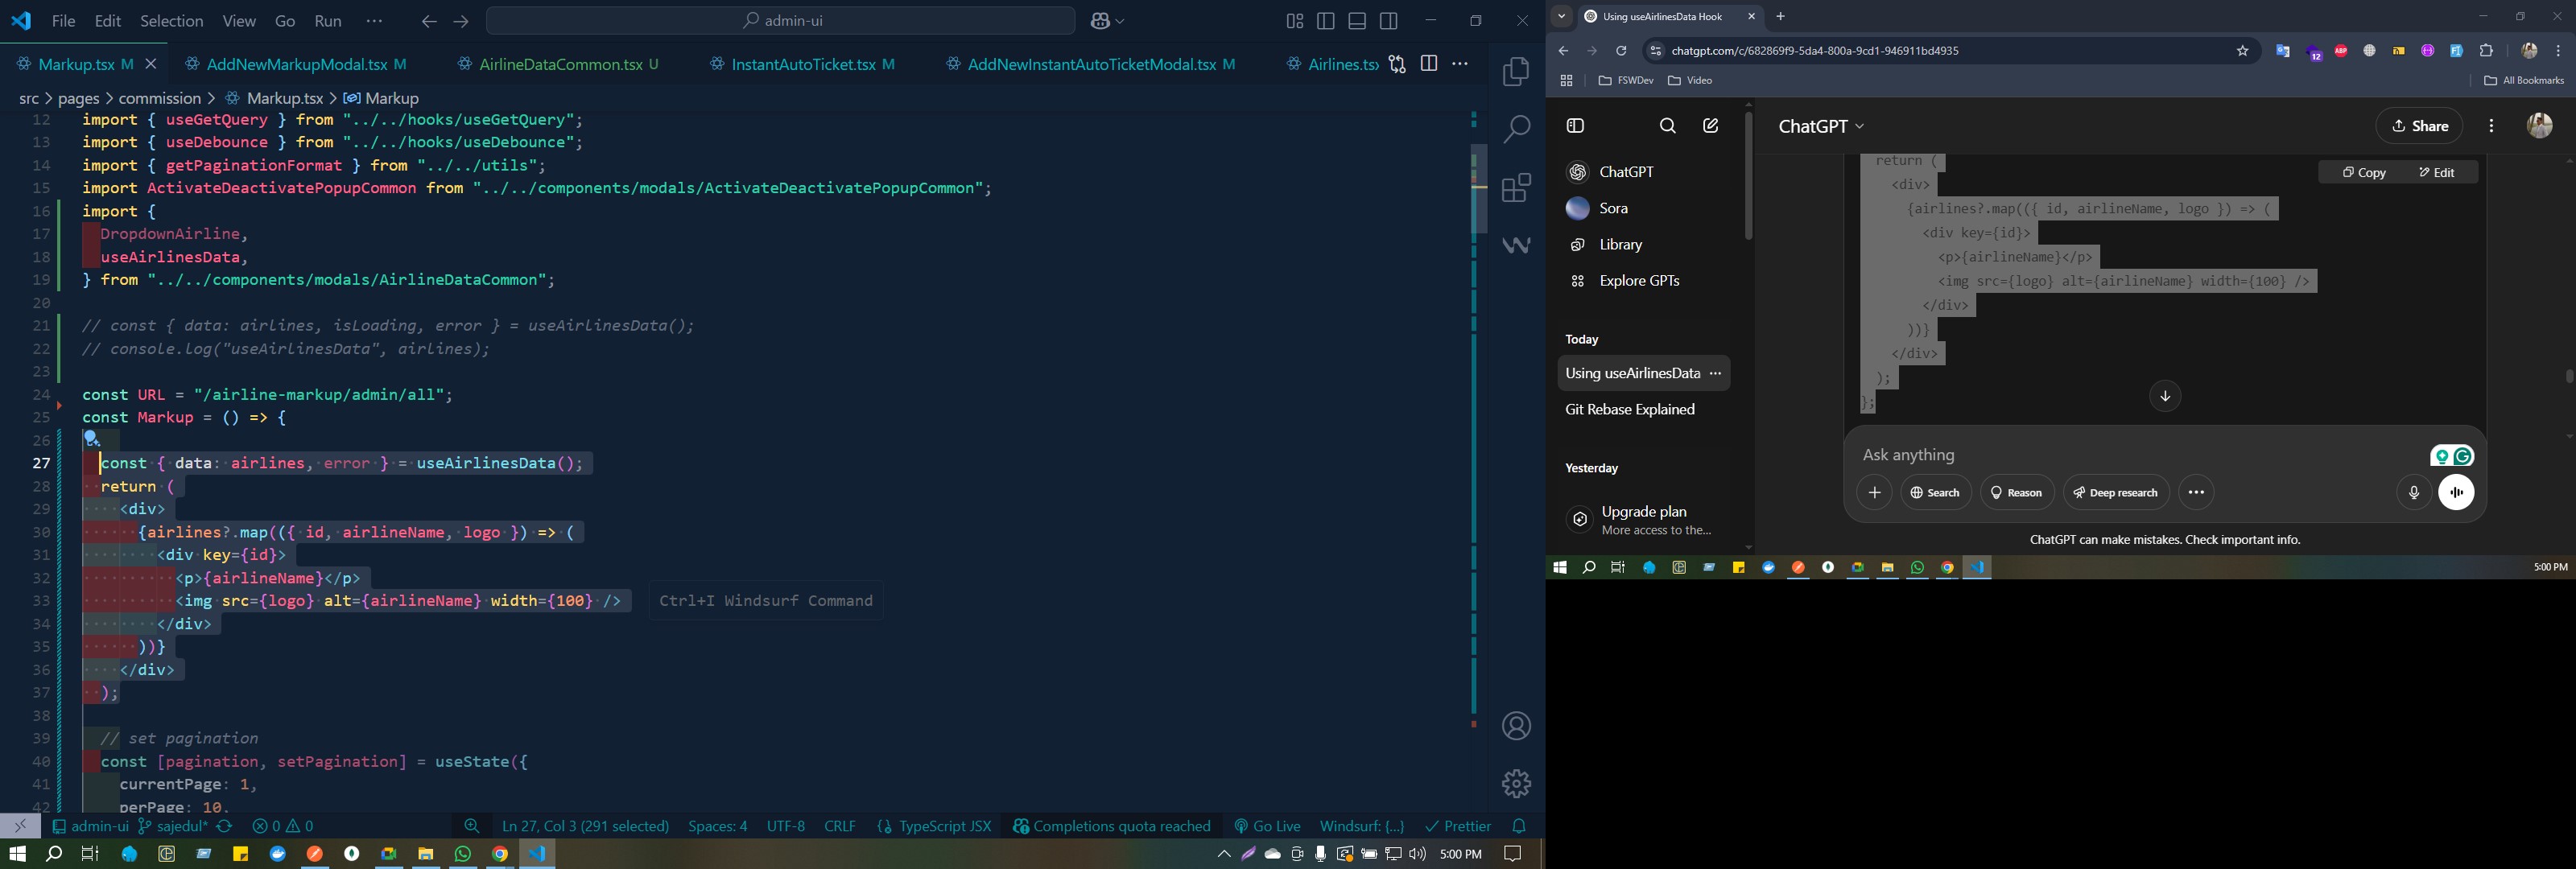 File Edit Selection View Go Run ··· admin-ui
Markup.tsx M AddNewMarkupModal.tsx M AirlineDataCommon.tsx U InstantAutoTicket.tsx M AddNewInstantAutoTicketModal.tsx M Airlines.tsx
src > pages > commission > Markup.tsx > Markup
12 import { useGetQuery } from "../../hooks/useGetQuery";
13 import { useDebounce } from "../../hooks/useDebounce";
14 import { getPaginationFormat } from "../../utils";
15 import ActivateDeactivatePopupCommon from "../../components/modals/ActivateDeactivatePopupCommon";
16 import {
17 DropdownAirline,
18 useAirlinesData,
19 } from "../../components/modals/AirlineDataCommon";
20
21 // const { data: airlines, isLoading, error } = useAirlinesData();
22 // console.log("useAirlinesData", airlines);
23
24 const URL = "/airline-markup/admin/all";
25 const Markup = () => {
26
27 const { data: airlines, error } = useAirlinesData();
28 return (
29 <div>
30 {airlines?.map(({ id, airlineName, logo }) => (
31 <div key={id}>
32 <p>{airlineName}</p>
33 <img src={logo} alt={airlineName} width={100} /> Ctrl+I Windsurf Command
34 </div>
35 ))}
36 </div>
37 );
38
39 // set pagination
40 const [pagination, setPagination] = useState({
41 currentPage: 1,
42 perPage: 10,
admin-ui sajedul* 0 0 Ln 27, Col 3 (291 selected) Spaces: 4 UTF-8 CRLF TypeScript JSX Completions quota reached Go Live Windsurf: {...} Prettier
5:00 PM
Using useAirlinesData Hook
chatgpt.com/c/682869f9-5da4-800a-9cd1-946911bd4935
12
ABP
FSWDev Video All Bookmarks
ChatGPT
Sora
Library
Explore GPTs
Today
Using useAirlinesData ···
Git Rebase Explained
Yesterday
Upgrade plan
More access to the...
ChatGPT Share
Copy Edit
return (
<div>
{airlines?.map(({ id, airlineName, logo }) => (
<div key={id}>
<p>{airlineName}</p>
<img src={logo} alt={airlineName} width={100} />
</div>
))}
</div>
);
};
Ask anything
Search Reason Deep research ···
ChatGPT can make mistakes. Check important info.
5:00 PM